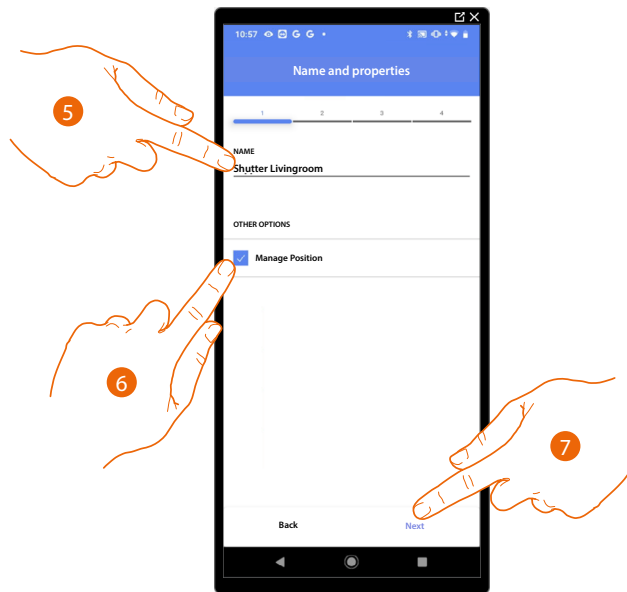 10:57 G G
Name and properties
1 2 3 4
5
NAME
Shutter Livingroom
OTHER OPTIONS
Manage Position
6
7
Back Next